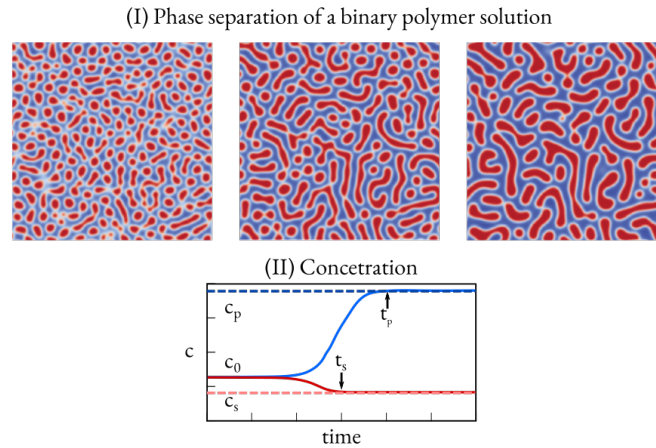 (I) Phase separation of a binary polymer solution
(II) Concetration
c_p
t_p
c
c_0
t_s
c_s
time